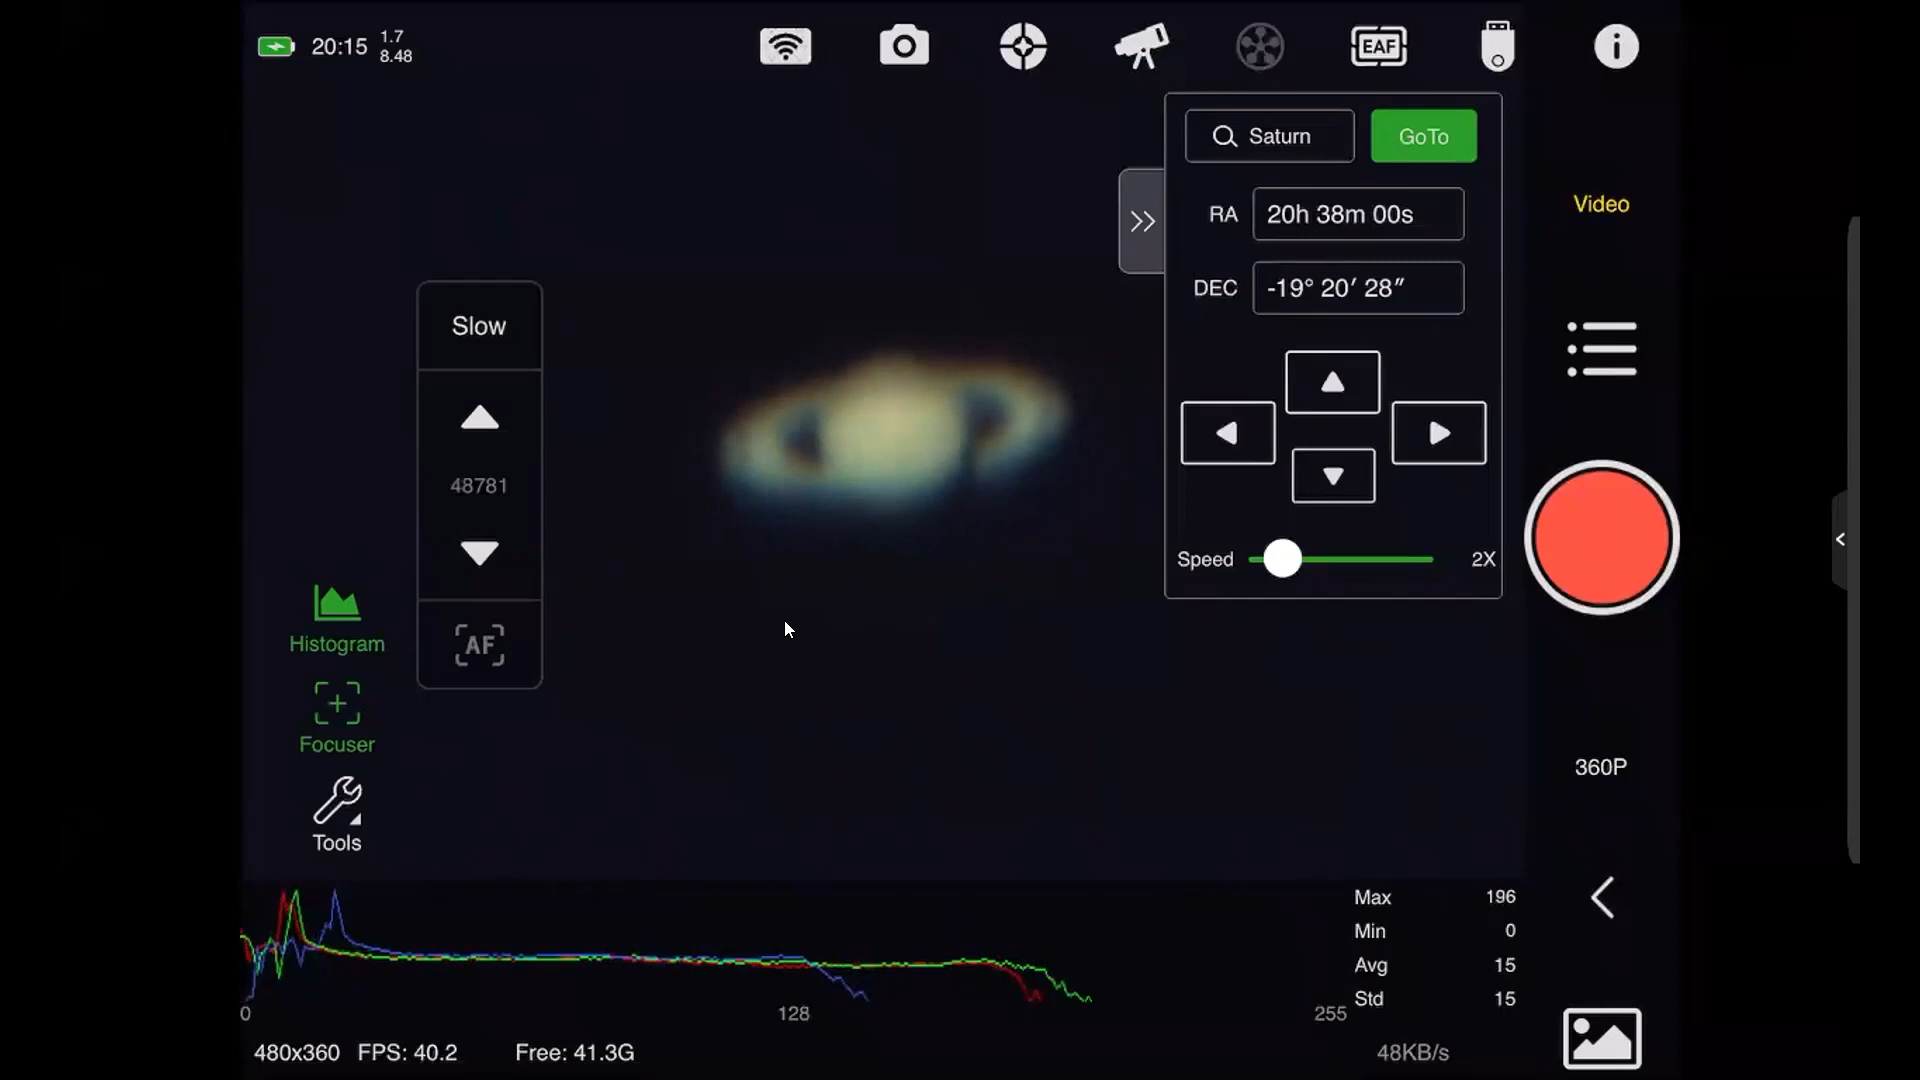 20:15
1.7
8.48
EAF
Saturn
GoTo
RA 20h 38m 00s
DEC -19° 20′ 28″
Speed 2X
Video
Slow
48781
AF
Histogram
Focuser
Tools
360P
Max 196
Min 0
Avg 15
Std 15
0 128 255
480x360 FPS: 40.2 Free: 41.3G 48KB/s